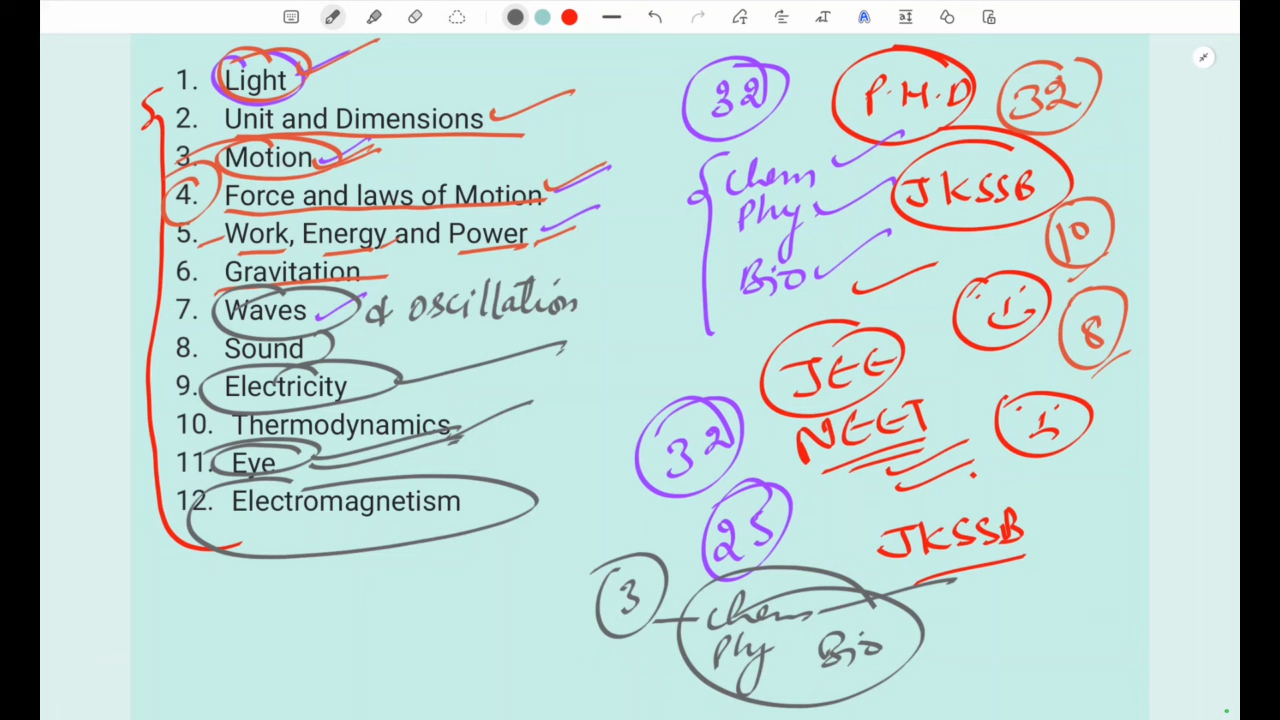 1. Light
2. Unit and Dimensions
3. Motion
4. Force and laws of Motion
5. Work, Energy and Power
6. Gravitation
7. Waves & oscillation
8. Sound
9. Electricity
10. Thermodynamics
11. Eye
12. Electromagnetism
32 P.H.D 32
Chem
Phy
Bio
JKSSB
10
8
JEE
NEET
32
25
JKSSB
3 Chem
Phy Bio